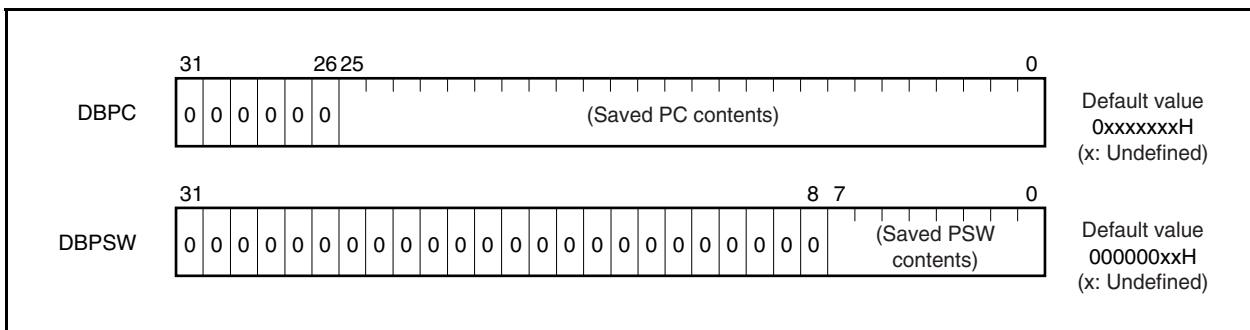 31 26 25 0
DBPC 0 0 0 0 0 0 (Saved PC contents) Default value
0xxxxxxxH
(x: Undefined)
31 8 7 0
DBPSW 0 0 0 0 0 0 0 0 0 0 0 0 0 0 0 0 0 0 0 0 0 0 0 0 (Saved PSW
contents) Default value
000000xxH
(x: Undefined)